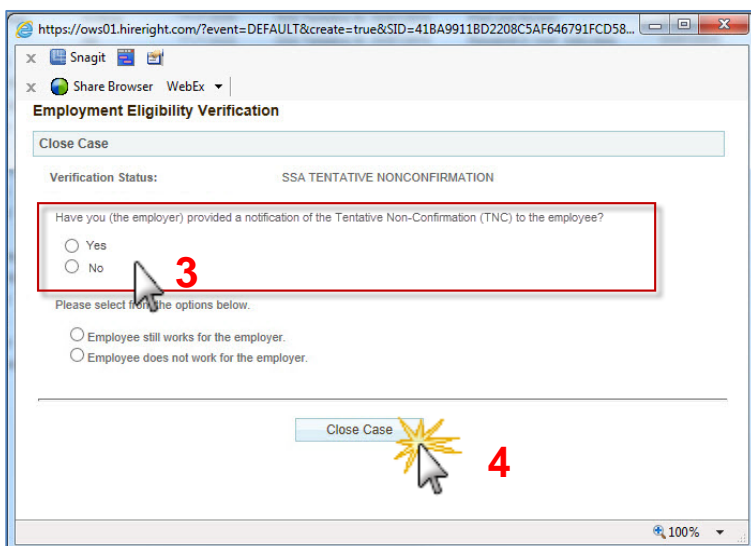 https://ows01.hireright.com/?event=DEFAULT&create=true&SID=41BA9911BD2208C5AF646791FCD58...
x Snagit
x Share Browser WebEx
Employment Eligibility Verification
Close Case
Verification Status: SSA TENTATIVE NONCONFIRMATION
Have you (the employer) provided a notification of the Tentative Non-Confirmation (TNC) to the employee?
Yes
No
3
Please select from the options below.
Employee still works for the employer.
Employee does not work for the employer.
Close Case
4
100%